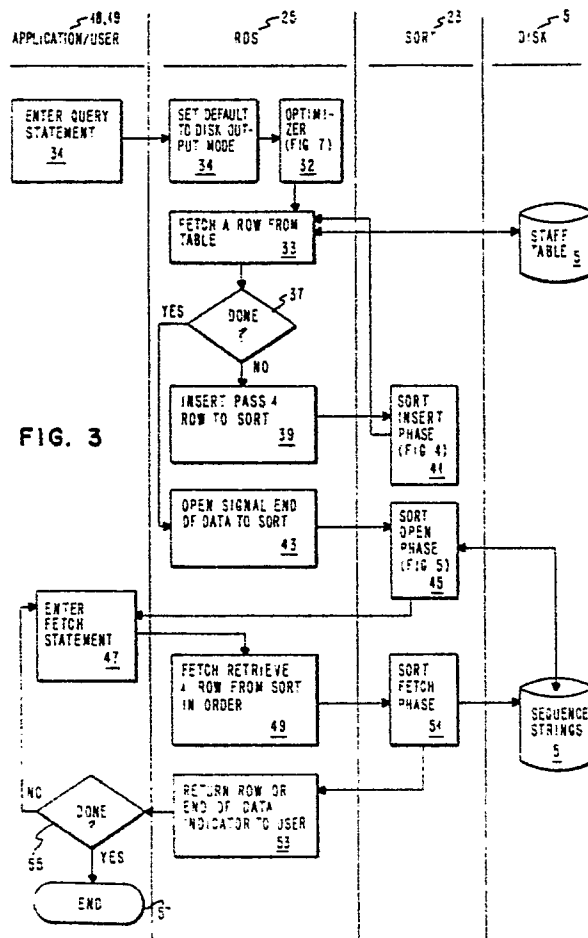 48,49 25 23 5
APPLICATION/USER RDS SORT DISK
ENTER QUERY
STATEMENT
34
SET DEFAULT
TO DISK OUT-
PUT MODE
34
OPTIMI-
ZER
(FIG 7)
32
FETCH A ROW FROM
TABLE
33
STAFF
TABLE
5
37
YES
DONE
?
NO
INSERT PASS A
ROW TO SORT
39
SORT
INSERT
PHASE
(FIG 4)
41
FIG. 3
OPEN SIGNAL END
OF DATA TO SORT
43
SORT
OPEN
PHASE
(FIG 5)
45
ENTER
FETCH
STATEMENT
47
FETCH RETRIEVE
A ROW FROM SORT
IN ORDER
49
SORT
FETCH
PHASE
51
SEQUENCE
STRINGS
5
NO
DONE
?
55
YES
RETURN ROW OR
END OF DATA
INDICATOR TO USER
53
END